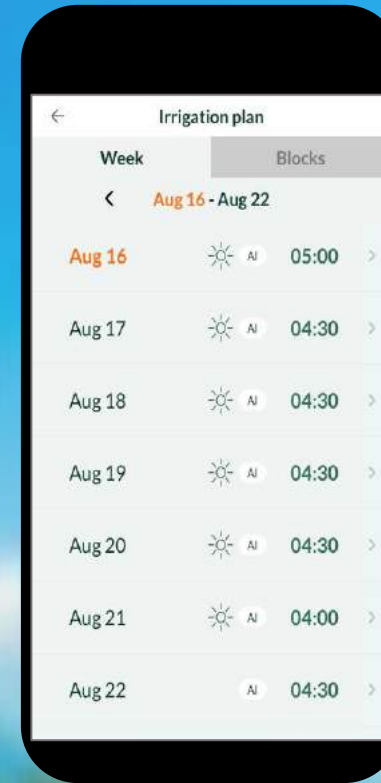 Irrigation plan
Week Blocks
Aug 16 - Aug 22
Aug 16 AI 05:00
Aug 17 AI 04:30
Aug 18 AI 04:30
Aug 19 AI 04:30
Aug 20 AI 04:30
Aug 21 AI 04:00
Aug 22 AI 04:30